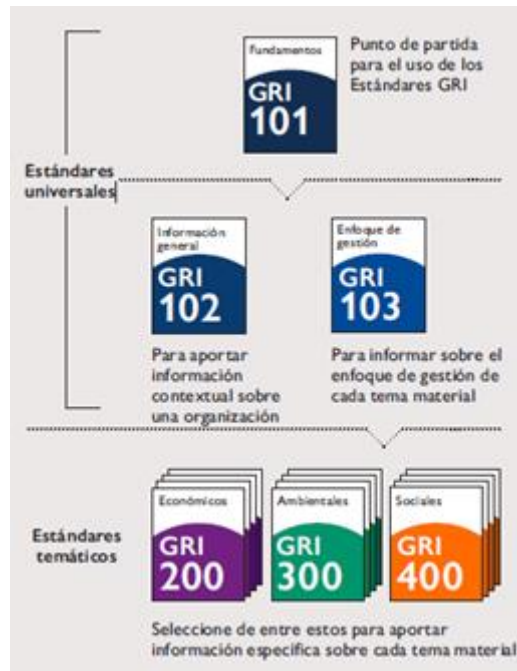 Fundamentos
GRI
101
Punto de partida
para el uso de los
Estándares GRI
Estándares
universales
Información
general
GRI
102
Enfoque de
gestión
GRI
103
Para aportar
información
contextual sobre
una organización
Para informar sobre el
enfoque de gestión de
cada tema material
Estándares
temáticos
Económicos
GRI
200
Ambientales
GRI
300
Sociales
GRI
400
Seleccione de entre estos para aportar
información específica sobre cada tema material